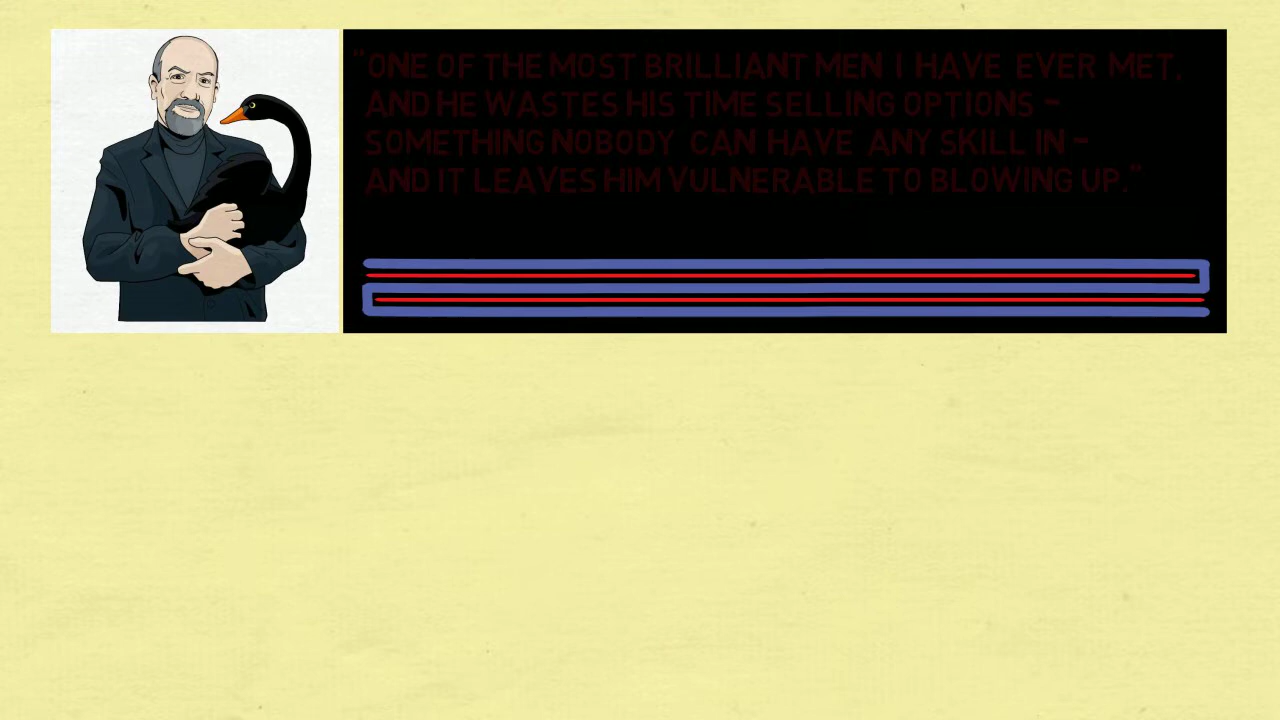 "ONE OF THE MOST BRILLIANT MEN I HAVE EVER MET.
AND HE WASTES HIS TIME SELLING OPTIONS -
SOMETHING NOBODY CAN HAVE ANY SKILL IN -
AND IT LEAVES HIM VULNERABLE TO BLOWING UP."